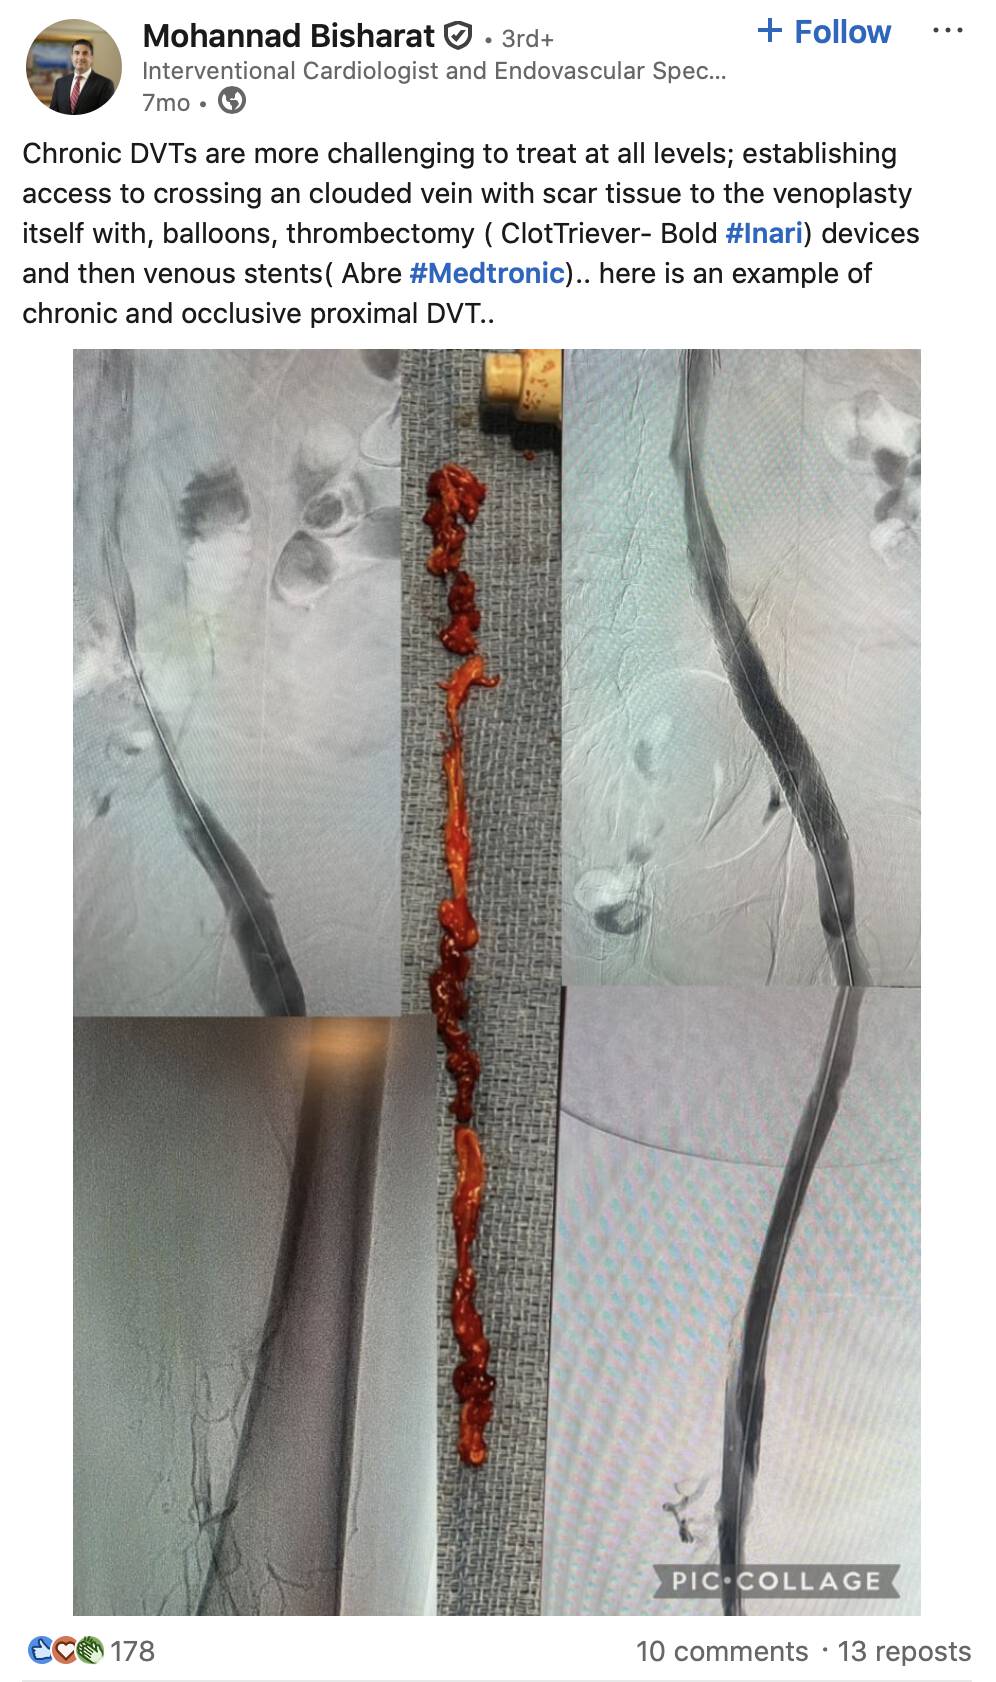 Mohannad Bisharat • 3rd+
+ Follow
Interventional Cardiologist and Endovascular Spec...
7mo •
Chronic DVTs are more challenging to treat at all levels; establishing
access to crossing an clouded vein with scar tissue to the venoplasty
itself with, balloons, thrombectomy ( ClotTriever- Bold #Inari) devices
and then venous stents( Abre #Medtronic).. here is an example of
chronic and occlusive proximal DVT..
PIC•COLLAGE
178
10 comments · 13 reposts